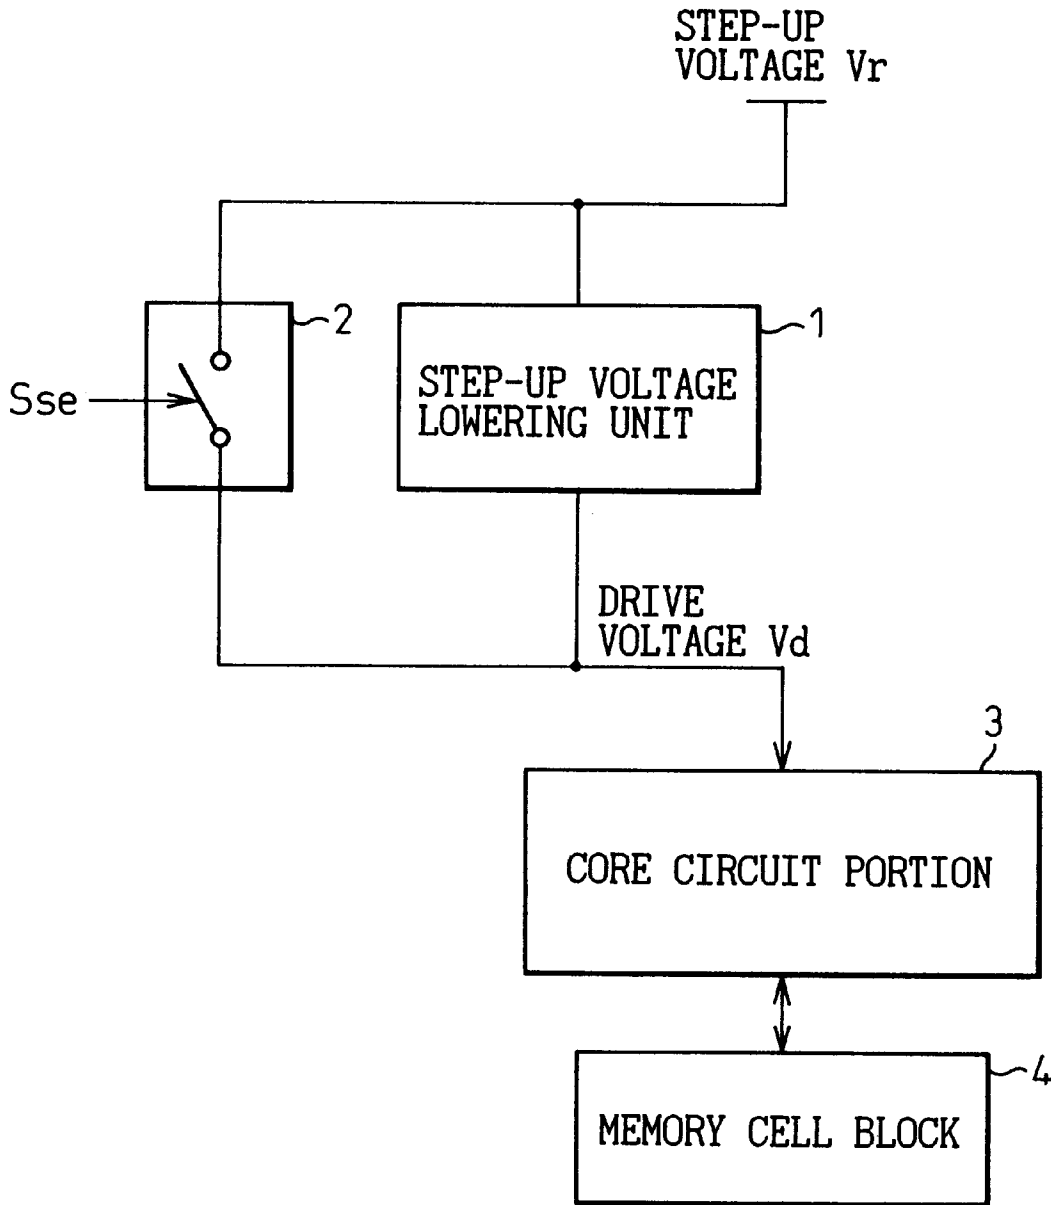 STEP-UP
VOLTAGE Vr
2
1
Sse
STEP-UP VOLTAGE
LOWERING UNIT
DRIVE
VOLTAGE Vd
3
CORE CIRCUIT PORTION
4
MEMORY CELL BLOCK